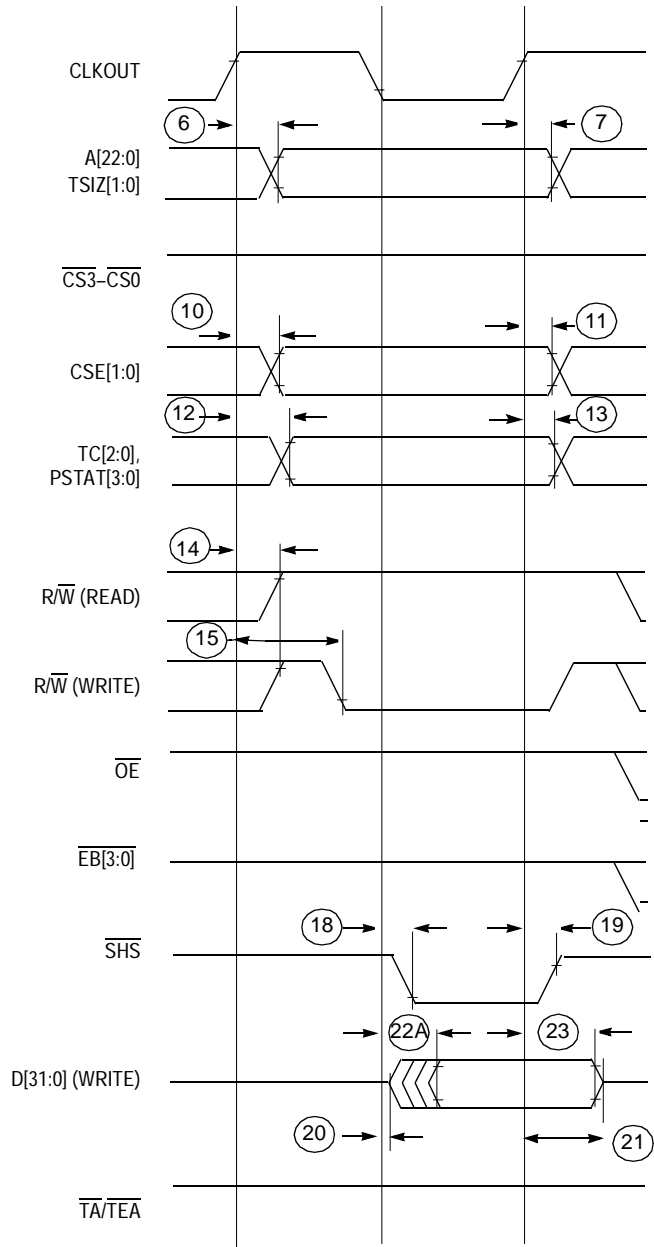 CLKOUT
6
7
A[22:0]
TSIZ[1:0]
CS3–CS0
10
11
CSE[1:0]
12
13
TC[2:0],
PSTAT[3:0]
14
R/W (READ)
15
R/W (WRITE)
OE
EB[3:0]
18
19
SHS
22A
23
D[31:0] (WRITE)
20
21
TA/TEA